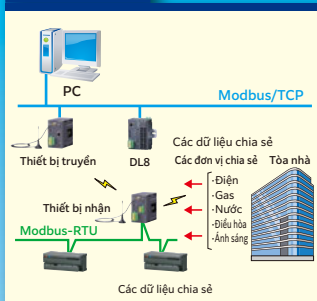 PC
Modbus/TCP
Các dữ liệu chia sẻ
Thiết bị truyền
DL8
Các đơn vị chia sẻ
Tòa nhà
·Điện
·Gas
·Nước
·Điều hòa
·Ánh sáng
Thiết bị nhận
Modbus-RTU
Các dữ liệu chia sẻ